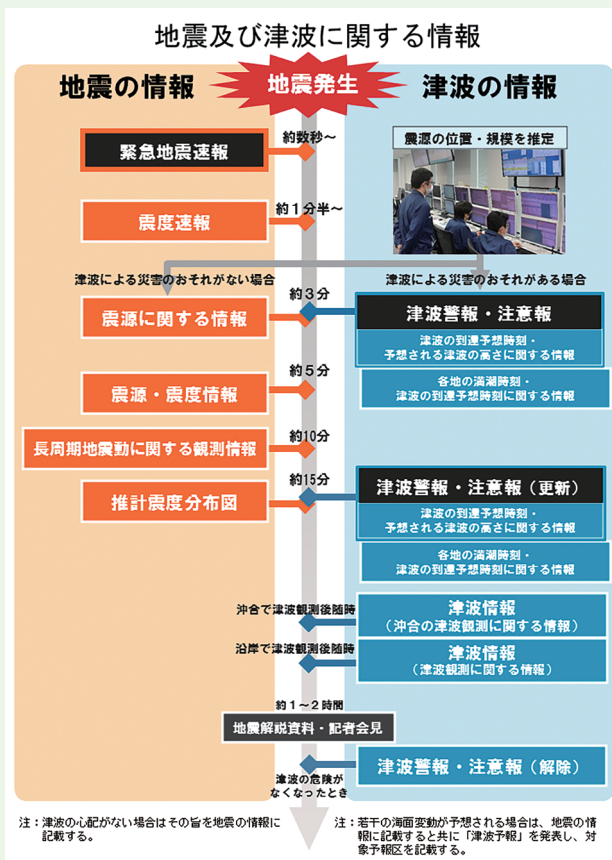 地震及び津波に関する情報
地震の情報
地震発生
津波の情報
約数秒～
緊急地震速報
震源の位置・規模を推定
約１分半～
震度速報
津波による災害のおそれがない場合
津波による災害のおそれがある場合
約３分
震源に関する情報
津波警報・注意報
津波の到達予想時刻・
予想される津波の高さに関する情報
各地の満潮時刻・
津波の到達予想時刻に関する情報
約５分
震源・震度情報
約10分
長周期地震動に関する観測情報
約15分
推計震度分布図
津波警報・注意報（更新）
津波の到達予想時刻・
予想される津波の高さに関する情報
各地の満潮時刻・
津波の到達予想時刻に関する情報
沖合で津波観測後随時
津波情報
（沖合の津波観測に関する情報）
沿岸で津波観測後随時
津波情報
（津波観測に関する情報）
約１～２時間
地震解説資料・記者会見
津波警報・注意報（解除）
津波の危険が
なくなったとき
注：津波の心配がない場合はその旨を地震の情報に
記載する。
注：若干の海面変動が予想される場合は、地震の情
報に記載すると共に「津波予報」を発表し、対
象予報区を記載する。